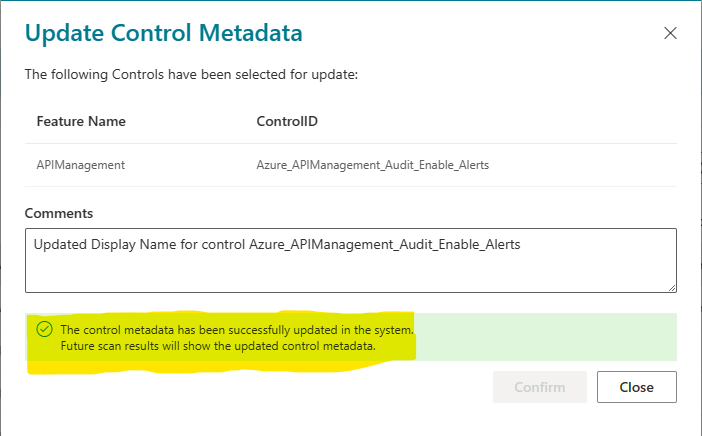 Update Control Metadata
The following Controls have been selected for update:
Feature Name ControlID
APIManagement Azure_APIManagement_Audit_Enable_Alerts
Comments
Updated Display Name for control Azure_APIManagement_Audit_Enable_Alerts
The control metadata has been successfully updated in the system.
Future scan results will show the updated control metadata.
Confirm Close